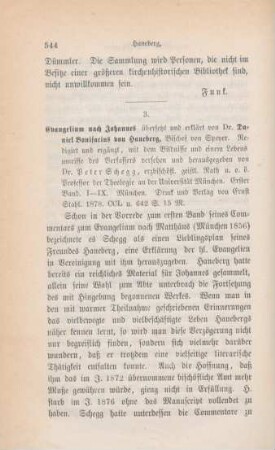 544
Haneberg,
Dümmler. Die Sammlung wird Personen, die nicht im
Besitze einer größeren kirchenhistorischen Bibliothek sind,
nicht unwillkommen sein.
Funk.
3.
Evangelium nach Johannes übersetzt und erklärt von Dr. Da-
niel Bonifacius von Haneberg, Bischof von Speyer. Re-
digirt und ergänzt, mit dem Bildnisse und einem Lebens
umrisse des Verfassers versehen und herausgegeben von
Dr. Peter Schegg, erzbischöfl. geistl. Rath u. o. ö.
Professor der Theologie an der Universität München. Erster
Band. I—IX. München. Druck und Verlag von Ernst
Stahl. 1878. CCL u. 642 S. 15 M.
Schon in der Vorrede zum ersten Band seines Com-
mentars zum Evangelium nach Matthäus (München 1856)
bezeichnete es Schegg als einen Lieblingsplan seines
Freundes Haneberg, eine Erklärung der hl. Evangelien
in Vereinigung mit ihm herauszugeben. Haneberg hatte
bereits ein reichliches Material für Johannes gesammelt,
allein seine Wahl zum Abte unterbrach die Fortsetzung
des mit Hingebung begonnenen Werkes. Wenn man in
den mit warmer Theilnahme geschriebenen Erinnerungen
das vielbewegte und vielseitige Leben Hanebergs
näher kennen lernt, so wird man diese Verzögerung nicht
nur begreiflich finden, sondern man wird sich wundern,
daß er trotzdem eine vielseitige literarische
Thätigkeit entfalten konnte. Auch die Hoffnung, daß
ihm das im J. 1872 übernommene bischöfliche Amt mehr
Muße gewähren würde, gieng nicht in Erfüllung. H.
starb im J. 1876 ohne das Manuscript vollendet zu
haben. Schegg hatte unterdessen die Commentare zu